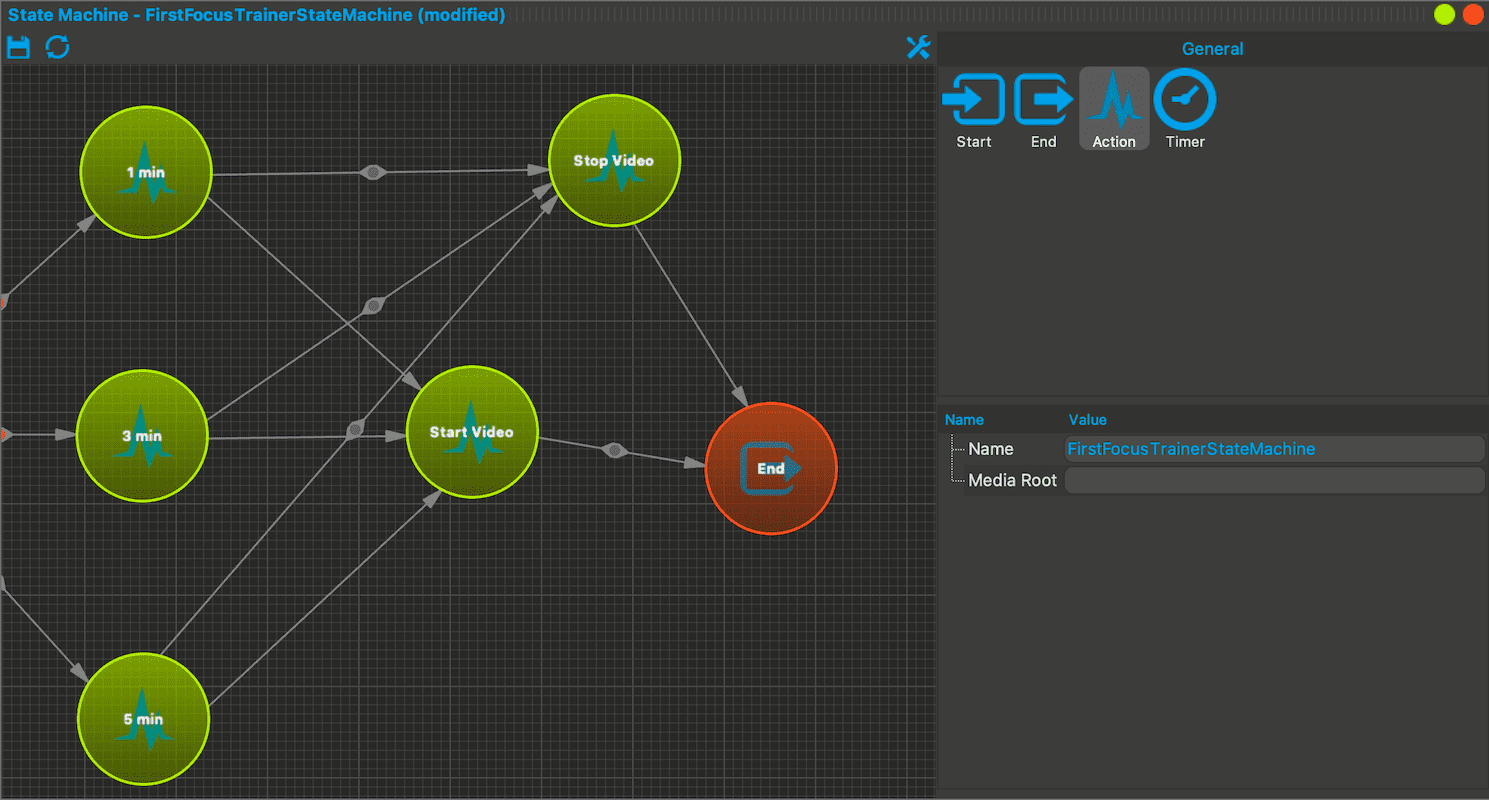 State Machine - FirstFocusTrainerStateMachine (modified)
General
Start
End
Action
Timer
1 min
Stop Video
3 min
Start Video
End
5 min
Name Value
Name FirstFocusTrainerStateMachine
Media Root